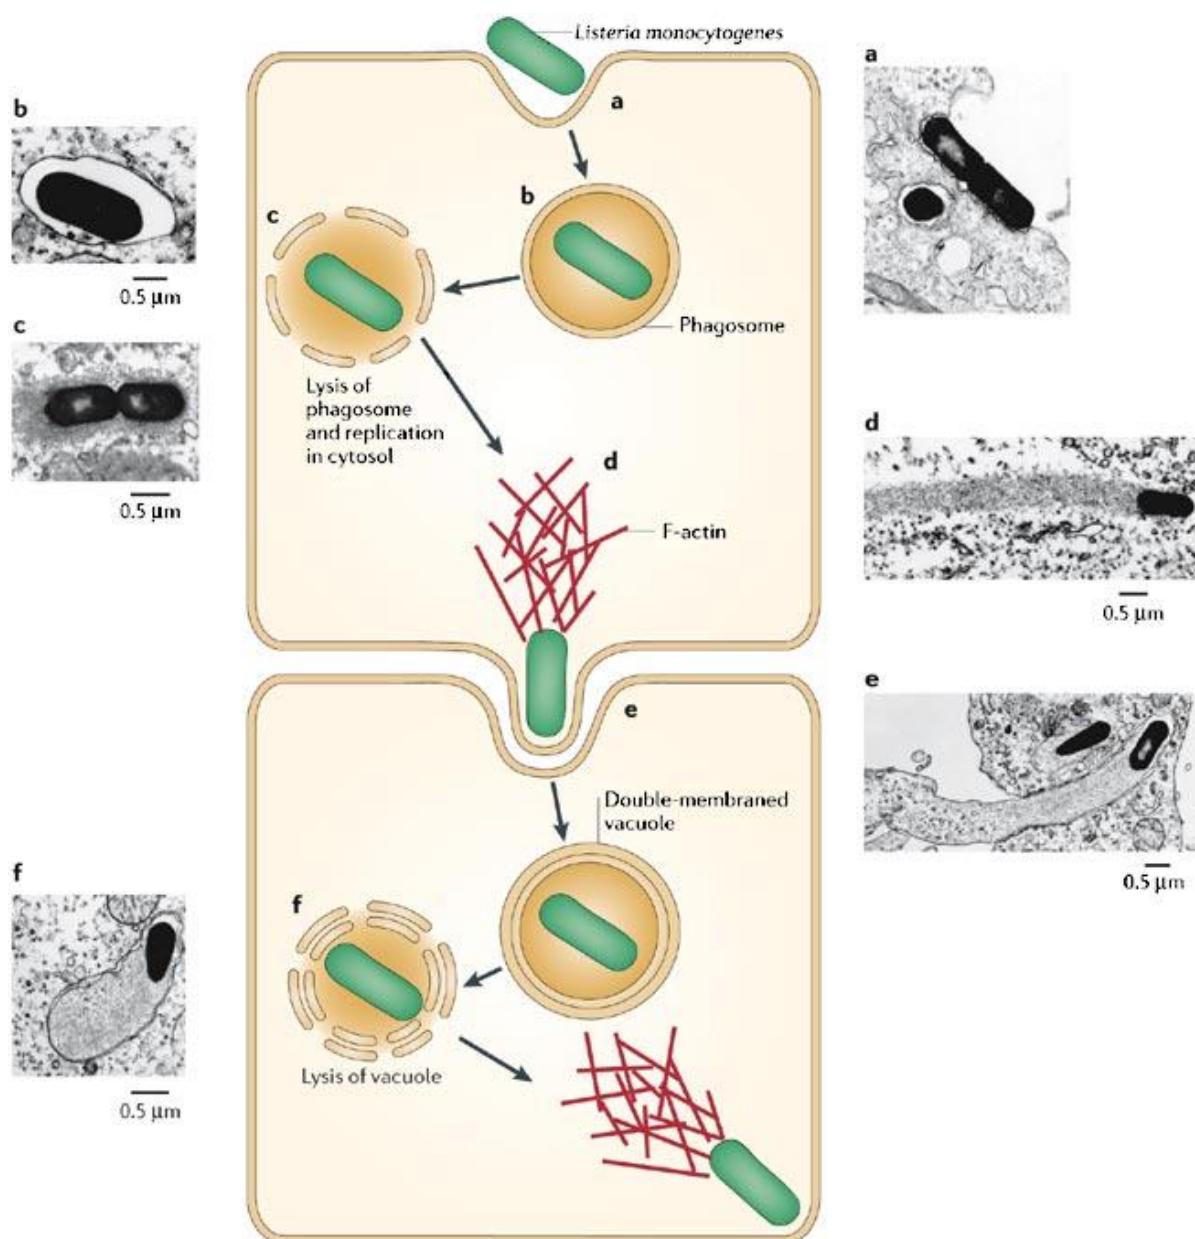 Listeria monocytogenes
a
a
b
0.5 μm
b
Phagosome
c
Lysis of
phagosome
and replication
in cytosol
c
0.5 μm
d
F-actin
d
0.5 μm
e
e
0.5 μm
Double-membraned
vacuole
f
Lysis of vacuole
f
0.5 μm